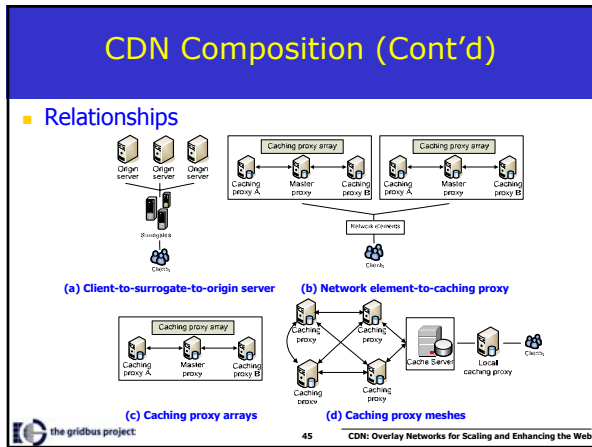 CDN Composition (Cont'd)
Relationships
Origin server
Origin server
Origin server
Surrogates
Clients
(a) Client-to-surrogate-to-origin server
Caching proxy array
Caching proxy A
Master proxy
Caching proxy B
Caching proxy array
Caching proxy A
Master proxy
Caching proxy B
Network elements
Clients
(b) Network element-to-caching proxy
Caching proxy array
Caching proxy A
Master proxy
Caching proxy B
(c) Caching proxy arrays
Caching proxy
Caching proxy
Caching proxy
Caching proxy
Cache Server
Local caching proxy
Clients
(d) Caching proxy meshes
the gridbus project
45
CDN: Overlay Networks for Scaling and Enhancing the Web